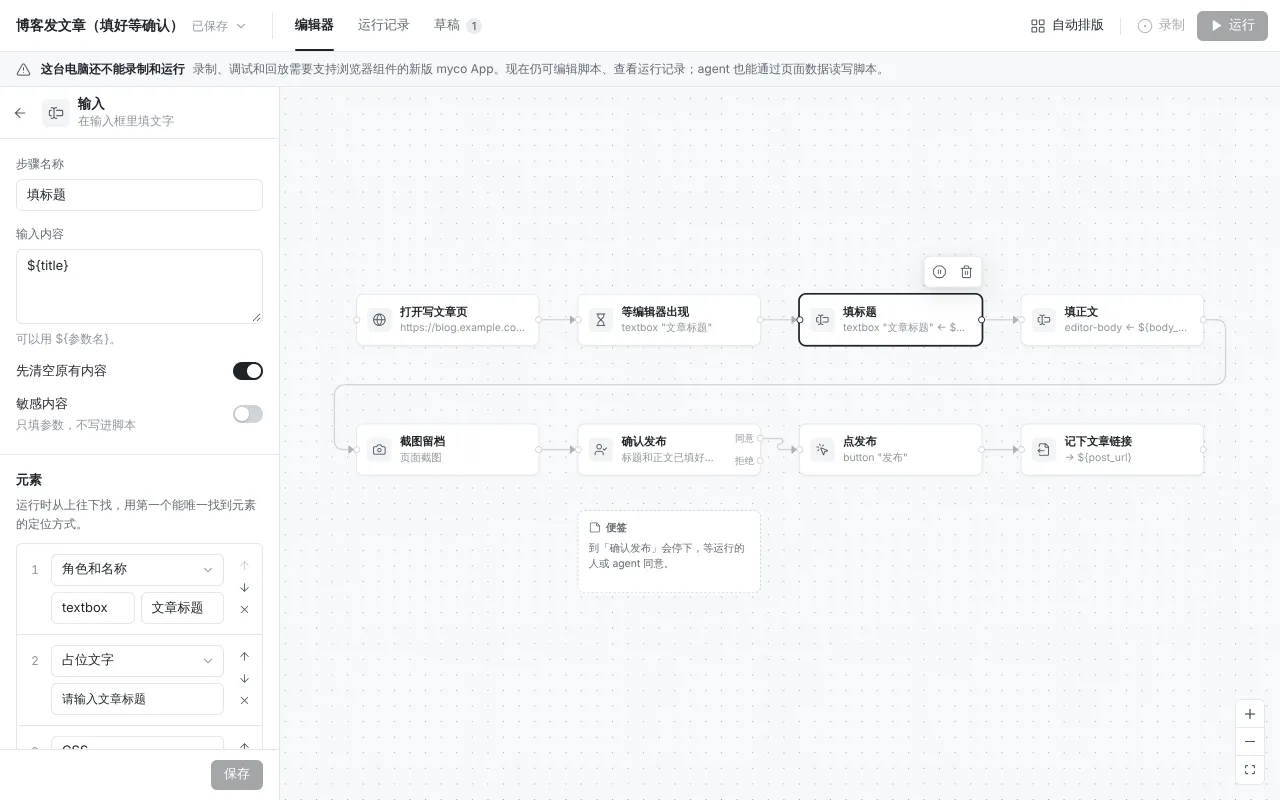 博客发文章（填好等确认） 已保存
编辑器 运行记录 草稿 1
自动排版 录制 运行
这台电脑还不能录制和运行 录制、调试和回放需要支持浏览器组件的新版 myco App。现在仍可编辑脚本、查看运行记录；agent 也能通过页面数据读写脚本。
输入
在输入框里填文字
步骤名称
填标题
输入内容
${title}
可以用 ${参数名}。
先清空原有内容
敏感内容
只填参数，不写进脚本
元素
运行时从上往下找，用第一个能唯一找到元素
的定位方式。
1 角色和名称
textbox 文章标题
2 占位文字
请输入文章标题
保存
打开写文章页
https://blog.example.co...
等编辑器出现
textbox "文章标题"
填标题
textbox "文章标题" ← $...
填正文
editor-body ← ${body_...
截图留档
页面截图
确认发布
标题和正文已填好...
同意
拒绝
点发布
button "发布"
记下文章链接
→ ${post_url}
便签
到「确认发布」会停下，等运行的
人或 agent 同意。